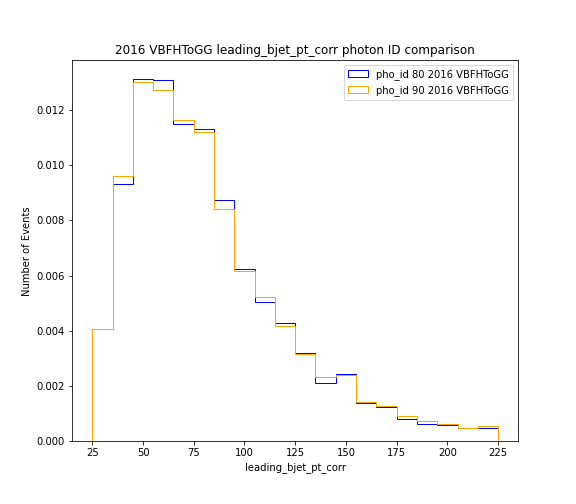 2016 VBFHToGG leading_bjet_pt_corr photon ID comparison
pho_id 80 2016 VBFHToGG
pho_id 90 2016 VBFHToGG
Number of Events
0.012
0.010
0.008
0.006
0.004
0.002
0.000
25 50 75 100 125 150 175 200 225
leading_bjet_pt_corr